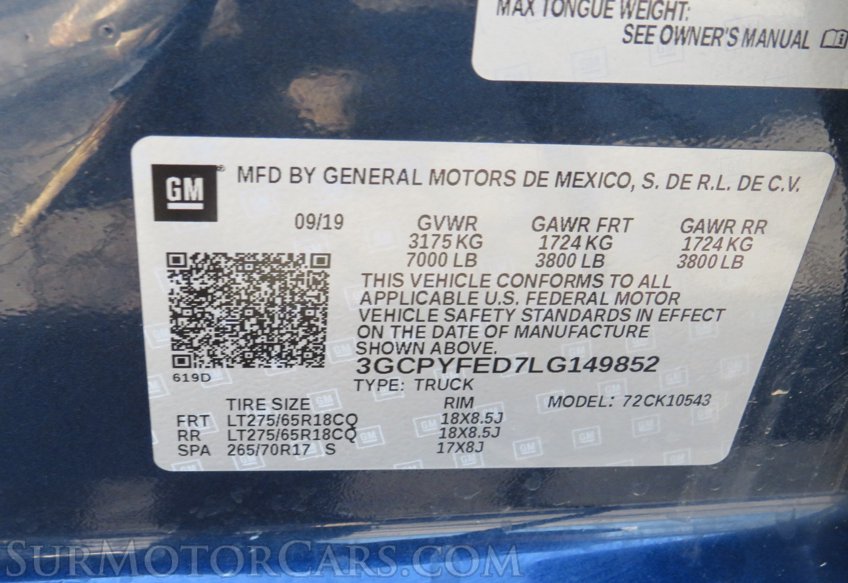 MAX TONGUE WEIGHT:
SEE OWNER'S MANUAL
GM ® MFD BY GENERAL MOTORS DE MEXICO, S. DE R.L. DE C.V.
09/19 GVWR GAWR FRT GAWR RR
3175 KG 1724 KG 1724 KG
7000 LB 3800 LB 3800 LB
THIS VEHICLE CONFORMS TO ALL
APPLICABLE U.S. FEDERAL MOTOR
VEHICLE SAFETY STANDARDS IN EFFECT
ON THE DATE OF MANUFACTURE
SHOWN ABOVE.
3GCPYFED7LG149852
619D
TYPE: TRUCK
TIRE SIZE RIM MODEL: 72CK10543
FRT LT275/65R18CQ 18X8.5J
RR LT275/65R18CQ 18X8.5J
SPA 265/70R17 S 17X8J
SurMotorCars.com